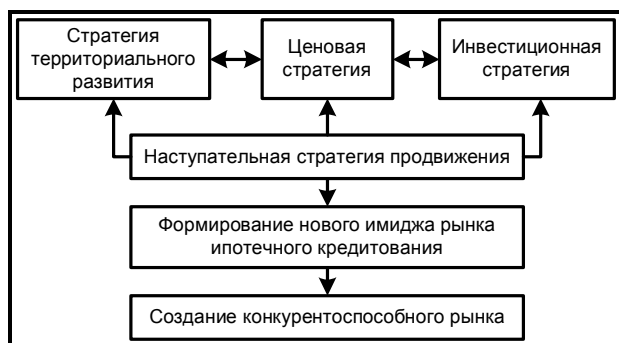 Стратегия
территориального
развития
Ценовая
стратегия
Инвестиционная
стратегия
Наступательная стратегия продвижения
Формирование нового имиджа рынка
ипотечного кредитования
Создание конкурентоспособного рынка